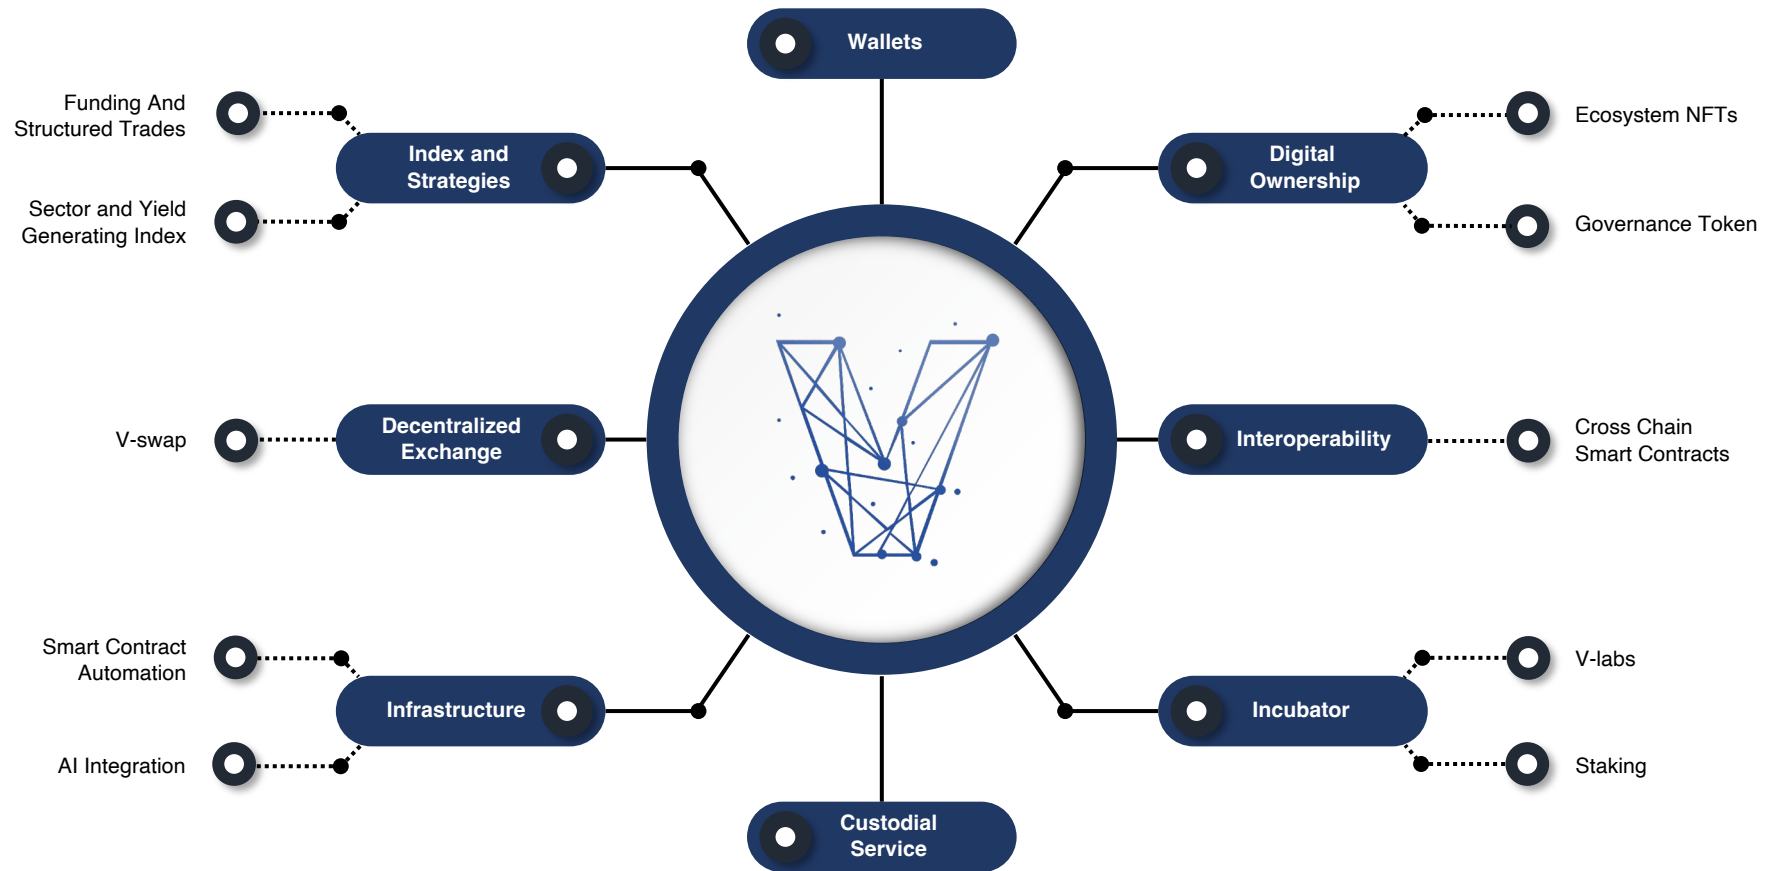 Wallets
Funding And
Structured Trades
Index and
Strategies
Sector and Yield
Generating Index
Digital
Ownership
Ecosystem NFTs
Governance Token
V-swap
Decentralized
Exchange
Interoperability
Cross Chain
Smart Contracts
Smart Contract
Automation
Infrastructure
AI Integration
Incubator
V-labs
Staking
Custodial
Service